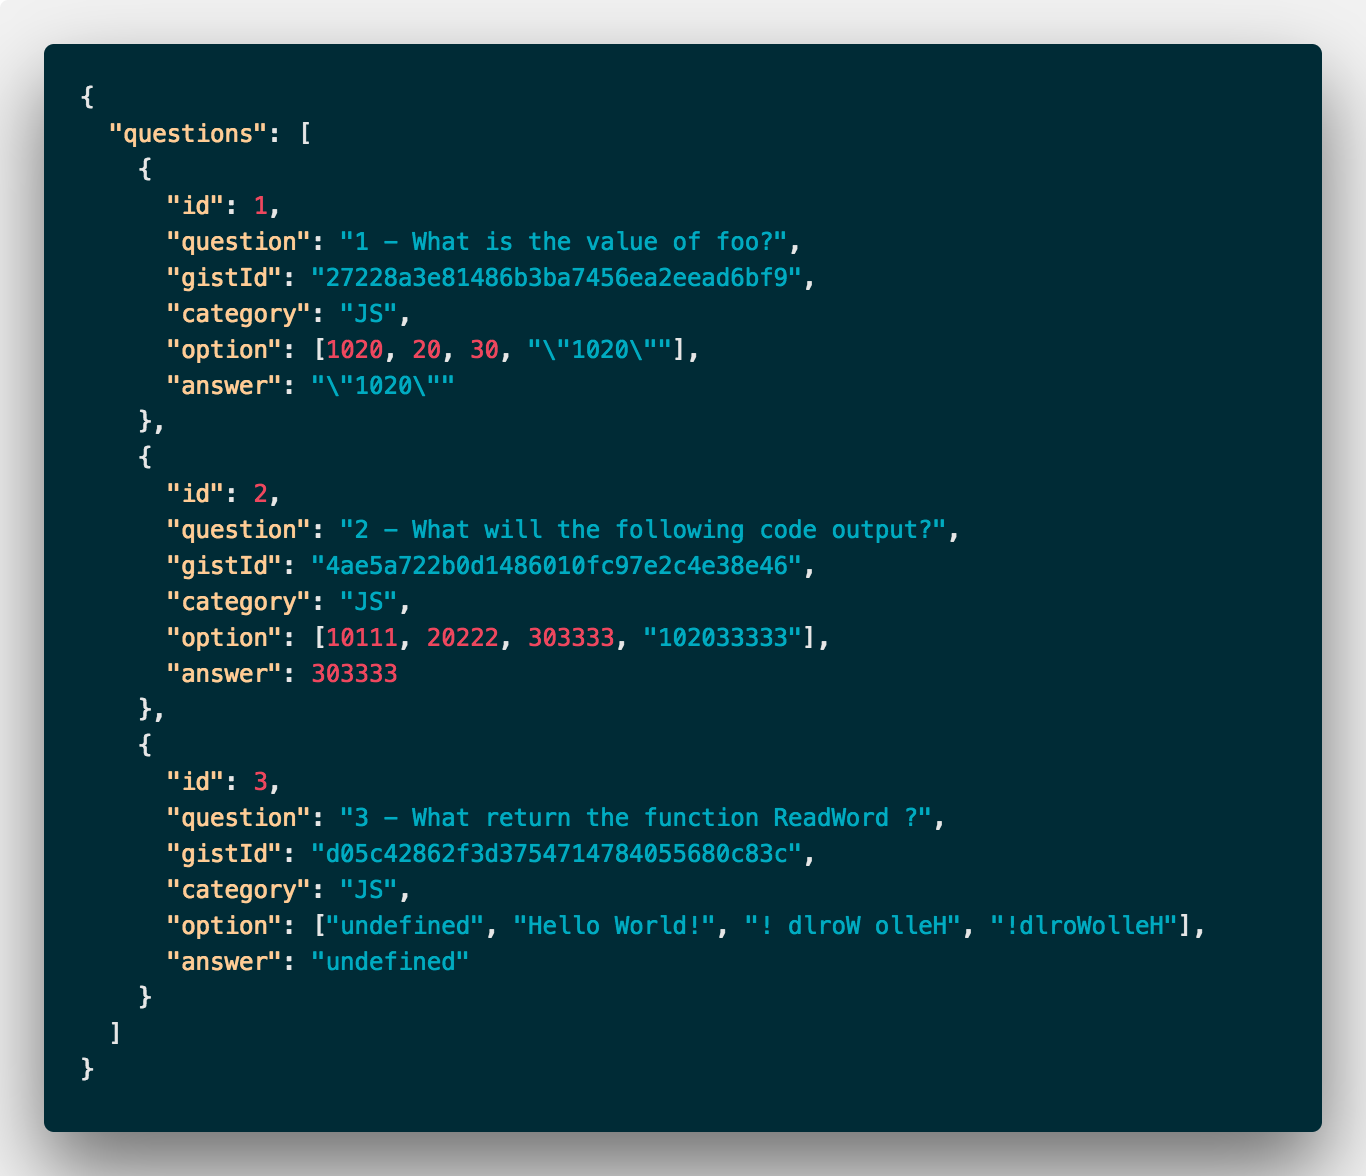 {
"questions": [
{
"id": 1,
"question": "1 – What is the value of foo?",
"gistId": "27228a3e81486b3ba7456ea2eead6bf9",
"category": "JS",
"option": [1020, 20, 30, "\"1020\""],
"answer": "\"1020\""
},
{
"id": 2,
"question": "2 – What will the following code output?",
"gistId": "4ae5a722b0d1486010fc97e2c4e38e46",
"category": "JS",
"option": [10111, 20222, 303333, "102033333"],
"answer": 303333
},
{
"id": 3,
"question": "3 – What return the function ReadWord ?",
"gistId": "d05c42862f3d3754714784055680c83c",
"category": "JS",
"option": ["undefined", "Hello World!", "! dlroW olleH", "!dlroWolleH"],
"answer": "undefined"
}
]
}